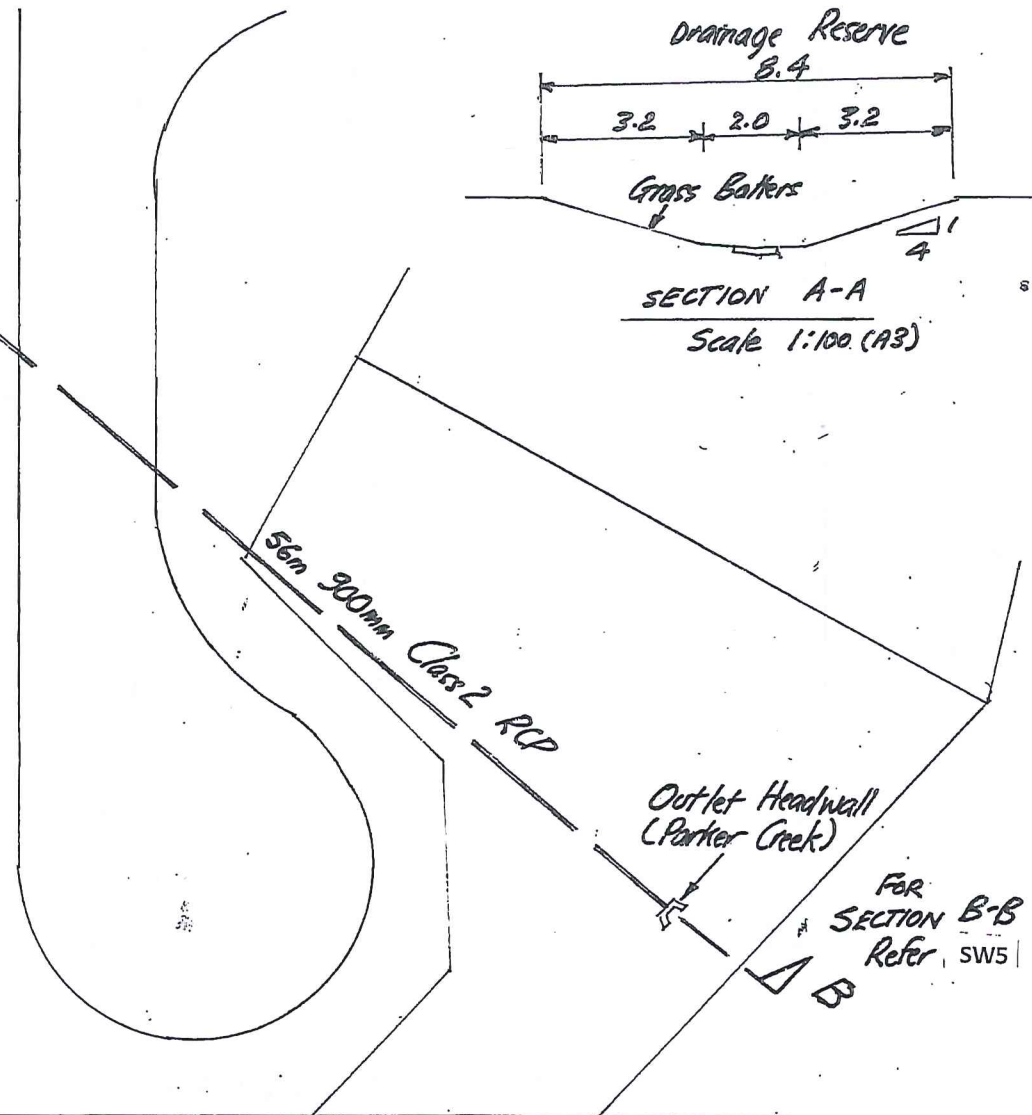 Drainage Reserve
8.4
3.2 2.0 3.2
Grass Batters
1
4
SECTION A-A
Scale 1:100 (A3)
56m 900mm Class 2 RCP
Outlet Headwall
(Parker Creek)
FOR
SECTION B-B
Refer SW5
B